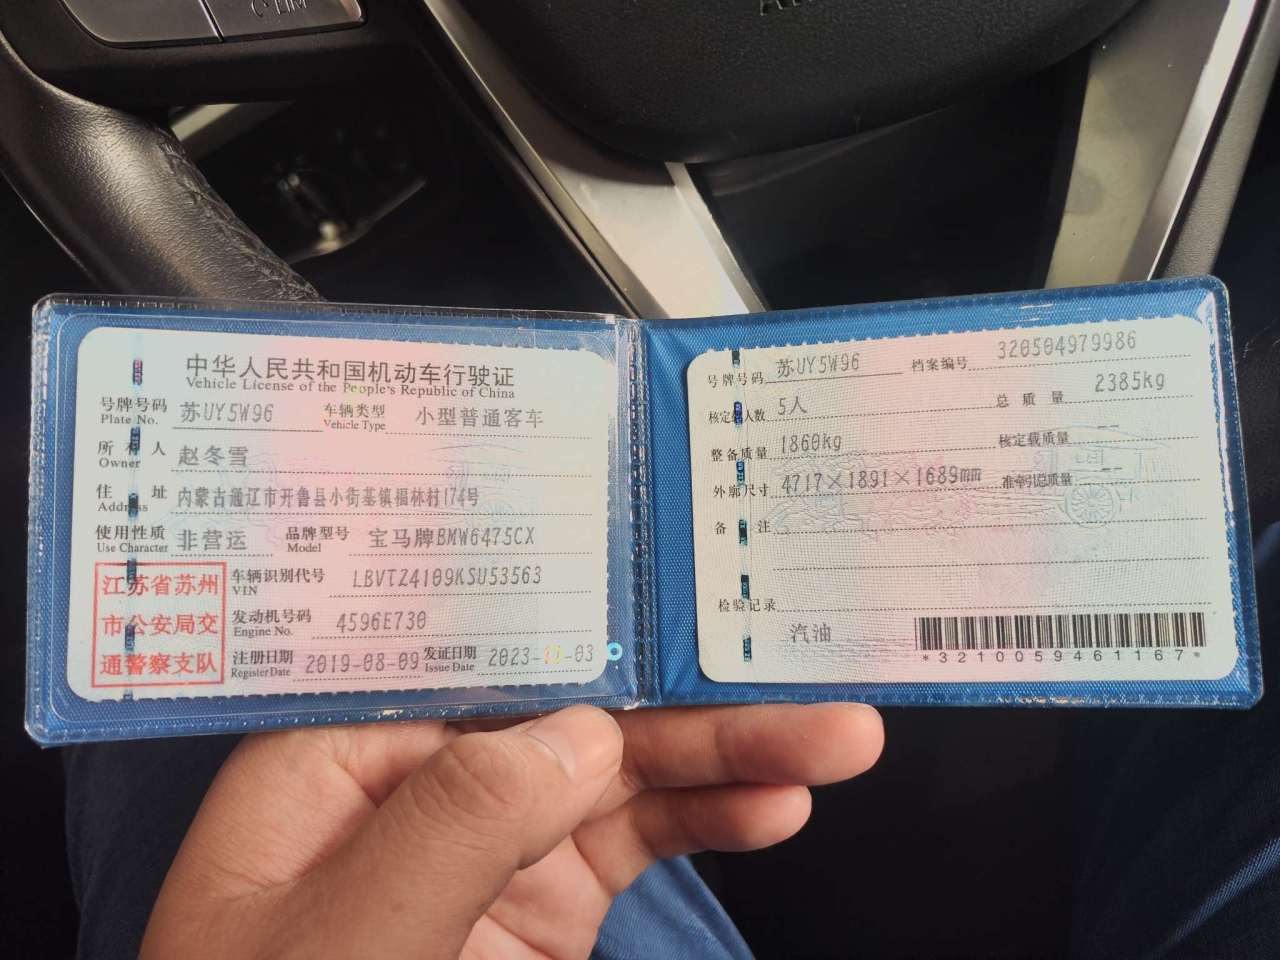 LIM
中华人民共和国机动车行驶证
Vehicle License of the People's Republic of China
号牌号码 苏UY5W96 车辆类型 小型普通客车
Plate No. Vehicle Type
所有人 赵冬雪
Owner
住址 内蒙古通辽市开鲁县小街基镇福林村174号
Address
使用性质 非营运 品牌型号 宝马牌BMW6475CX
Use Character Model
江苏省苏州
市公安局交
通警察支队
车辆识别代号 LBVTZ4109KSU53563
VIN
发动机号码 4596E730
Engine No.
注册日期 2019-08-09 发证日期 2023- -03
Register Date Issue Date
号牌号码 苏UY5W96 档案编号 320504979986
核定载人数 5人 总质量 2385kg
整备质量 1860kg 核定载质量 --
外廓尺寸 4717×1891×1689mm 准牵引总质量 --
备注
检验记录
汽油
*3210059461167*